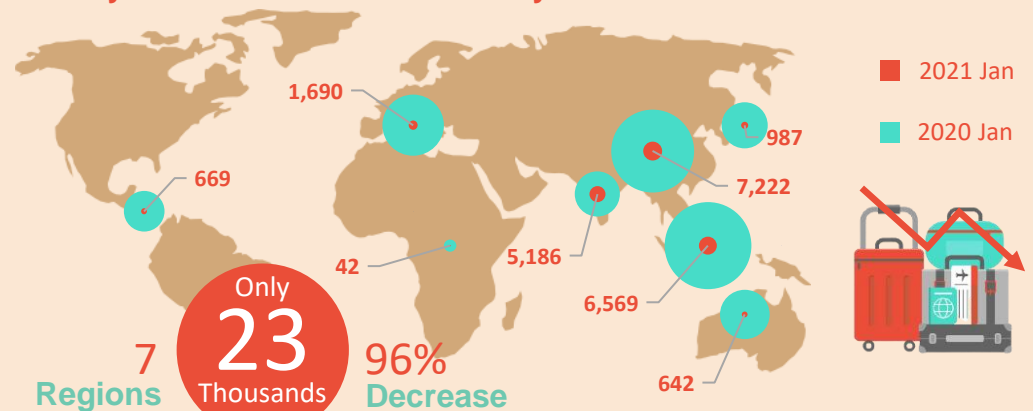 2021 Jan
1,690
2020 Jan
987
669
7,222
5,186
42
6,569
Only
23
Thousands
7
Regions
96%
Decrease
642